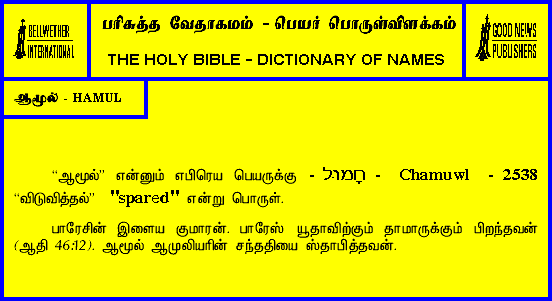 BELLWETHER
INTERNATIONAL
பரிசுத்த வேதாகமம் - பெயர் பொருள்விளக்கம்
THE HOLY BIBLE - DICTIONARY OF NAMES
GOOD NEWS
PUBLISHERS
ஆமூல் - HAMUL
“ஆமூல்” என்னும் எபிரெய பெயருக்கு - חָמוּל - Chamuwl - 2538
“விடுவித்தல்” "spared" என்று பொருள்.
பாரேசின் இளைய குமாரன். பாரேஸ் யூதாவிற்கும் தாமாருக்கும் பிறந்தவன்
(ஆதி 46:12). ஆமூல் ஆமுலியரின் சந்ததியை ஸ்தாபித்தவன்.